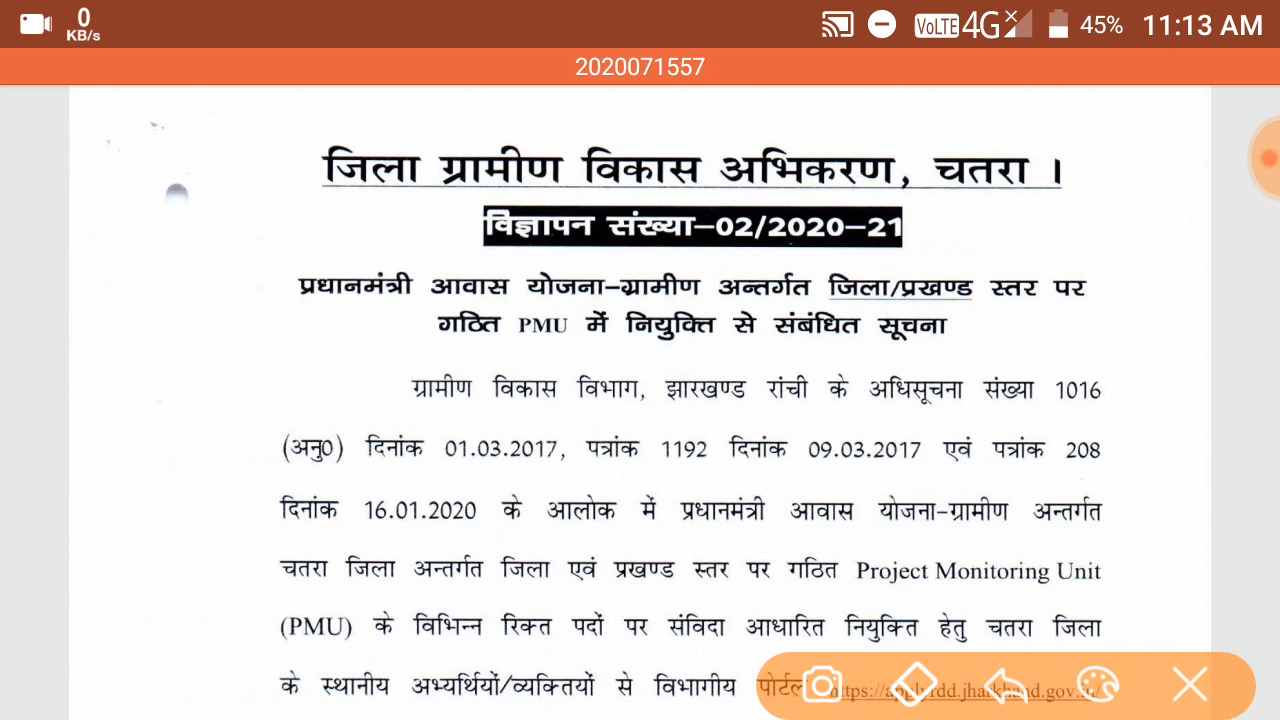 0
KB/s
VoLTE 4G 45% 11:13 AM
2020071557
जिला ग्रामीण विकास अभिकरण, चतरा ।
विज्ञापन संख्या–02/2020–21
प्रधानमंत्री आवास योजना–ग्रामीण अन्तर्गत जिला/प्रखण्ड स्तर पर
गठित PMU में नियुक्ति से संबंधित सूचना
ग्रामीण विकास विभाग, झारखण्ड रांची के अधिसूचना संख्या 1016
(अनु0) दिनांक 01.03.2017, पत्रांक 1192 दिनांक 09.03.2017 एवं पत्रांक 208
दिनांक 16.01.2020 के आलोक में प्रधानमंत्री आवास योजना–ग्रामीण अन्तर्गत
चतरा जिला अन्तर्गत जिला एवं प्रखण्ड स्तर पर गठित Project Monitoring Unit
(PMU) के विभिन्न रिक्त पदों पर संविदा आधारित नियुक्ति हेतु चतरा जिला
के स्थानीय अभ्यर्थियों/व्यक्तियों से विभागीय पोर्टल